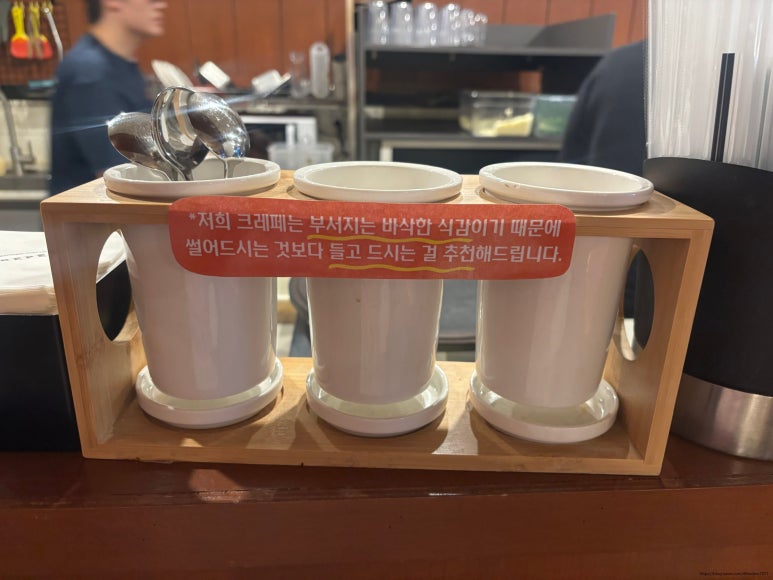 *저희 크레페는 부서지는 바삭한 식감이기 때문에
썰어드시는 것보다 들고 드시는 걸 추천해드립니다.